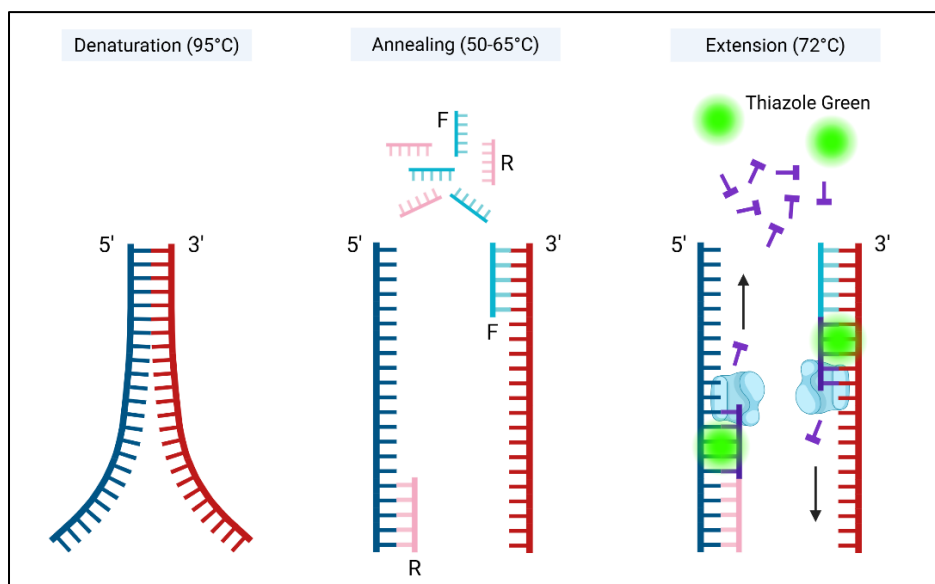 Denaturation (95°C)
Annealing (50-65°C)
Extension (72°C)
Thiazole Green
F
R
5'
3'
5'
3'
5'
3'
F
R